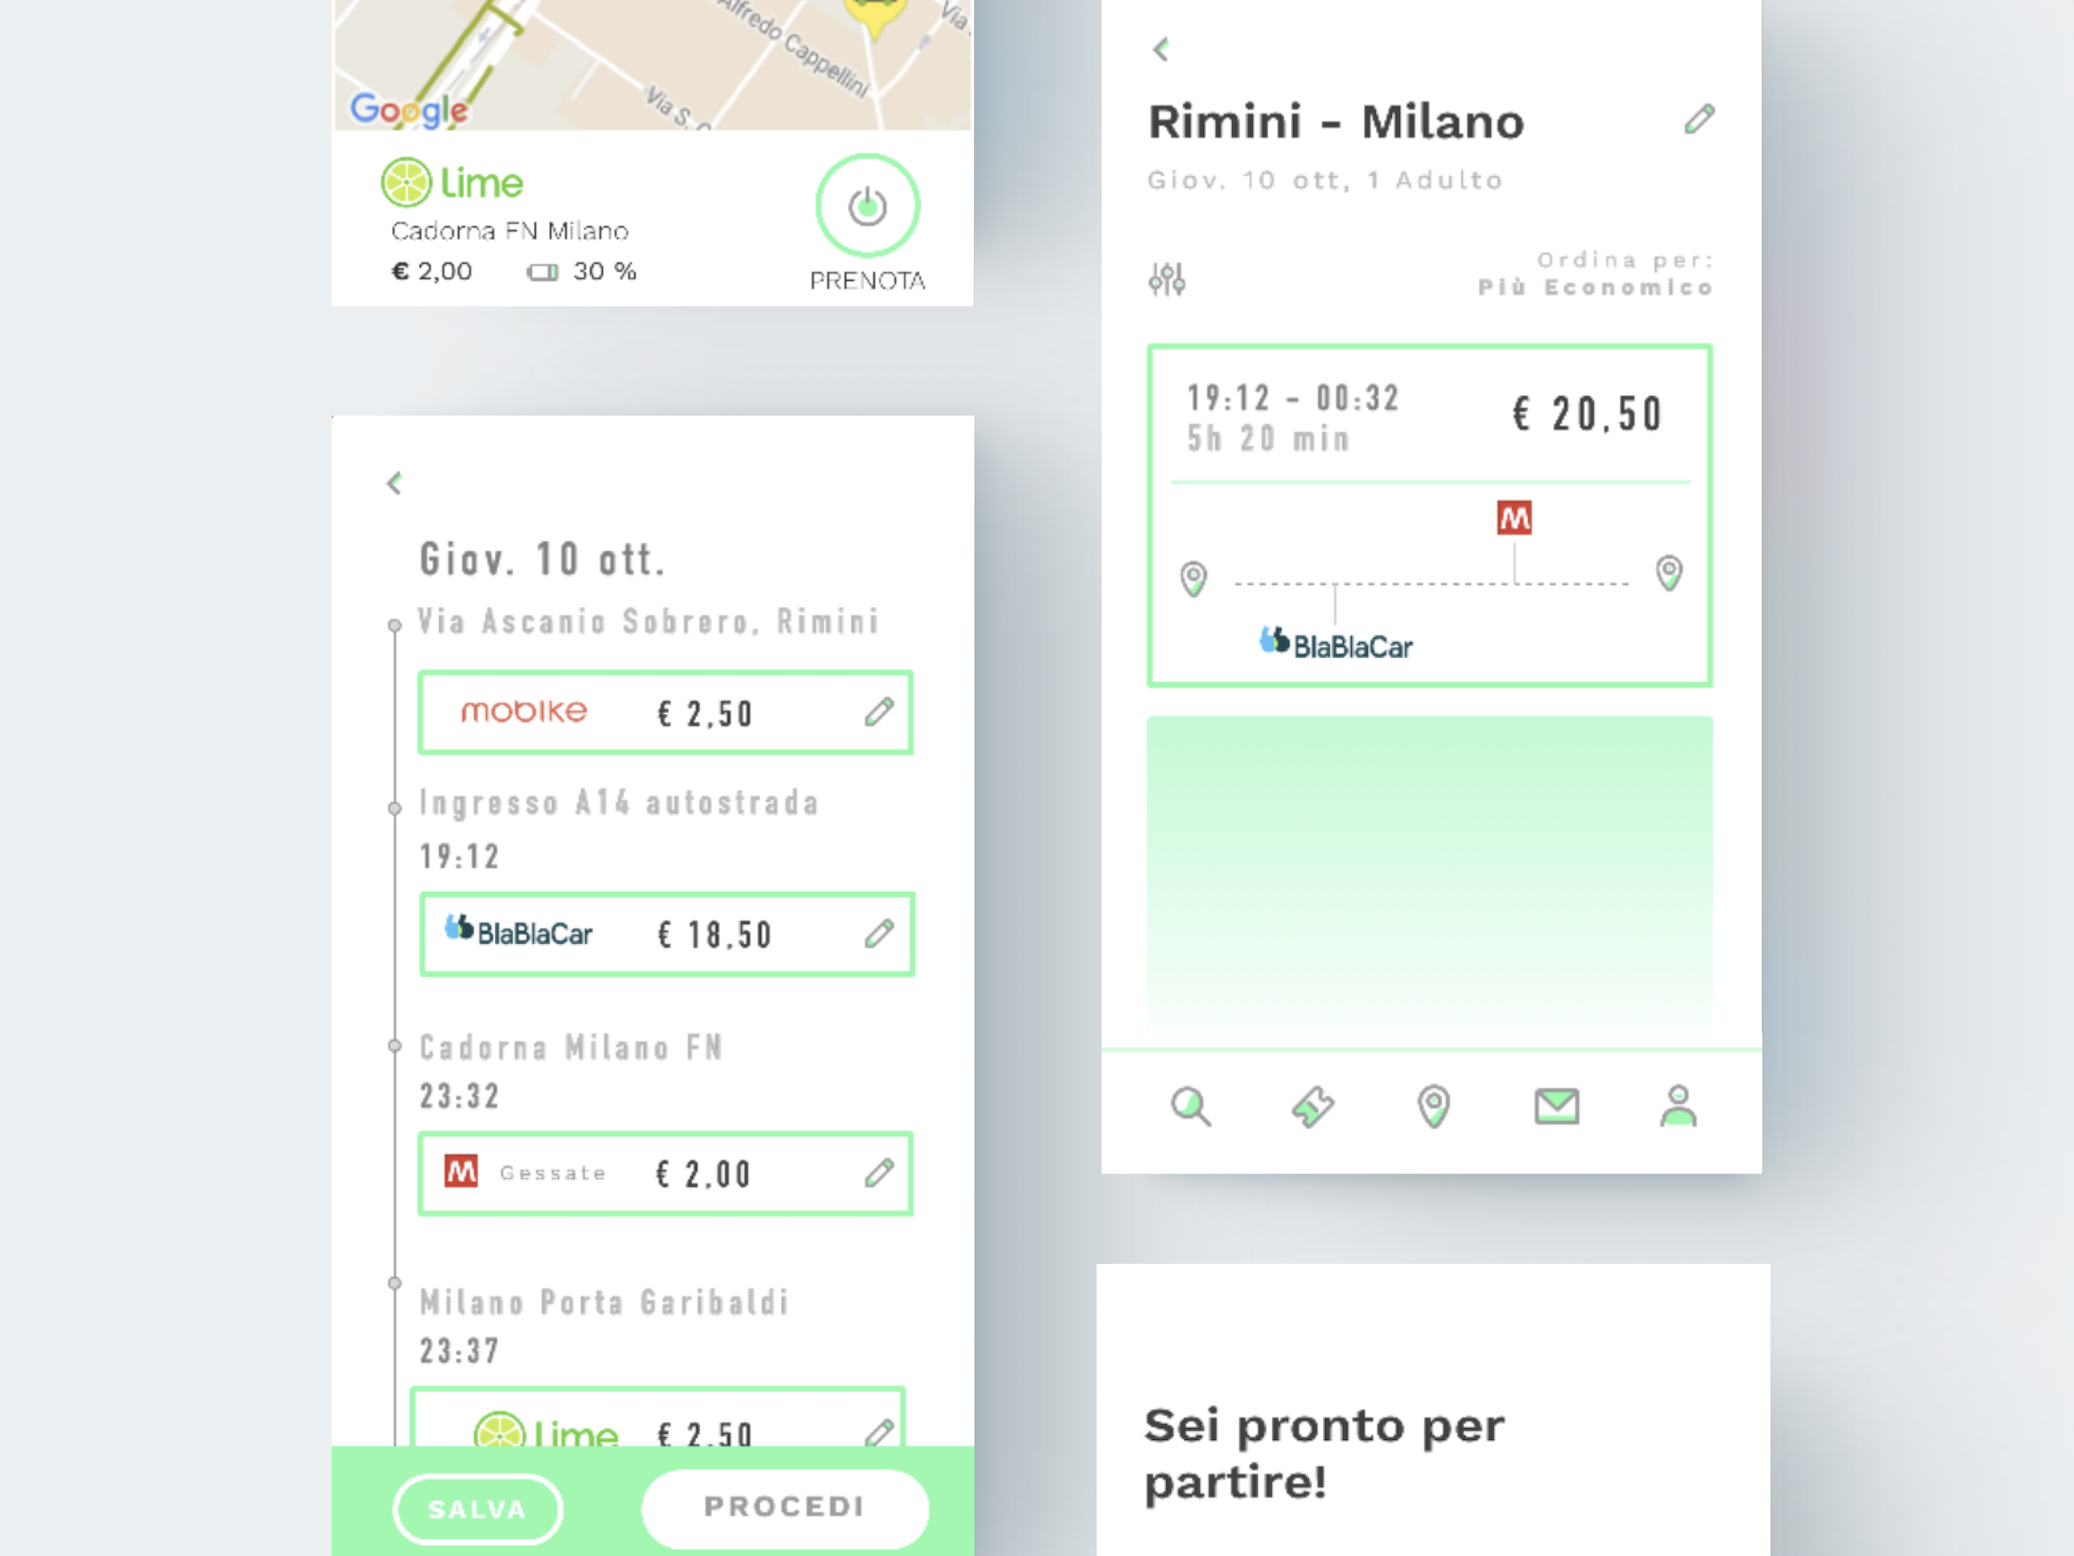 Alfredo Cappellini
Via
Via S.
Google
Lime
Cadorna FN Milano
€ 2,00
30 %
PRENOTA
Giov. 10 ott.
Via Ascanio Sobrero, Rimini
mobike
€ 2,50
Ingresso A14 autostrada
19:12
BlaBlaCar
€ 18,50
Cadorna Milano FN
23:32
M
Gessate
€ 2,00
Milano Porta Garibaldi
23:37
Lime
€ 2,50
SALVA
PROCEDI
Rimini - Milano
Giov. 10 ott, 1 Adulto
Ordina per:
Più Economico
19:12 - 00:32
€ 20,50
5h 20 min
M
BlaBlaCar
Sei pronto per
partire!